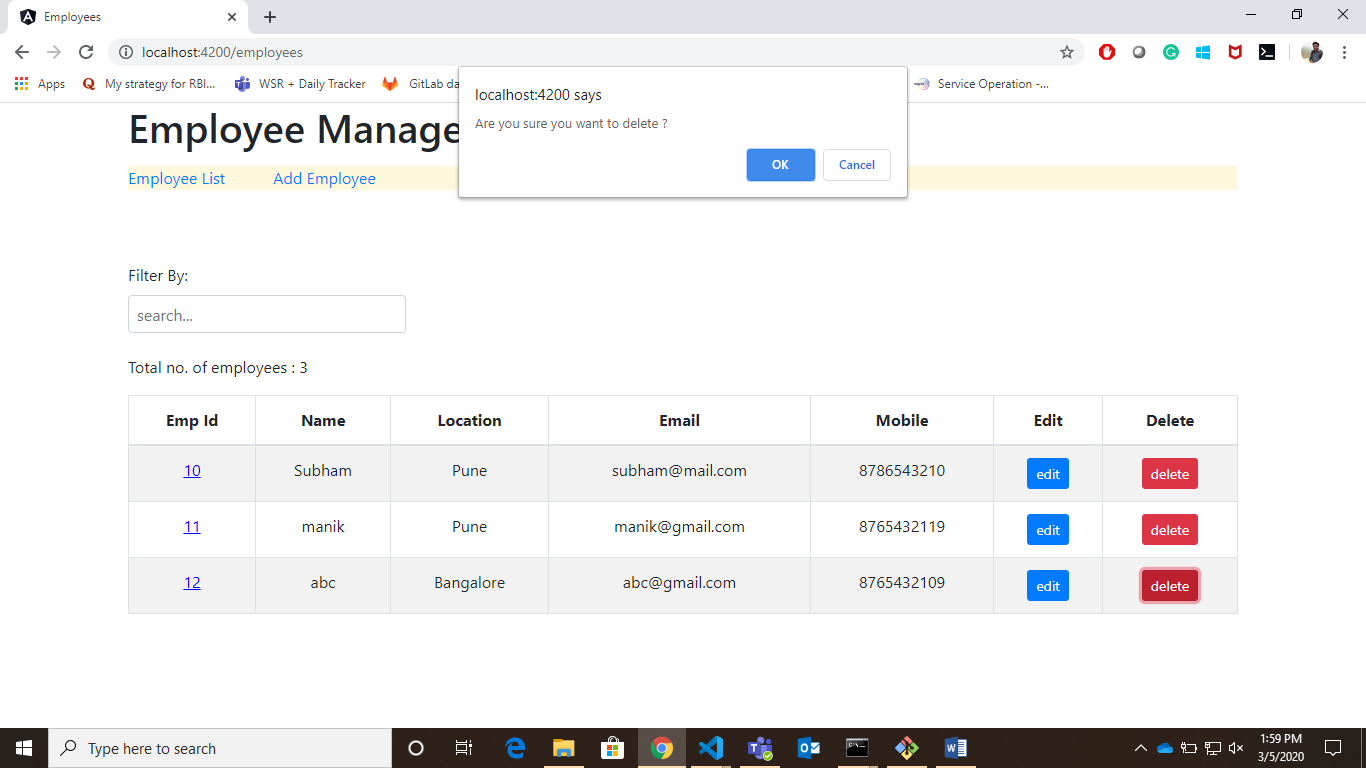 Employees
localhost:4200/employees
Apps My strategy for RBI... WSR + Daily Tracker GitLab da Service Operation -...
localhost:4200 says
Are you sure you want to delete ?
OK Cancel
Employee Manage
Employee List Add Employee
Filter By:
search...
Total no. of employees : 3
Emp Id Name Location Email Mobile Edit Delete
10 Subham Pune subham@mail.com 8786543210 edit delete
11 manik Pune manik@gmail.com 8765432119 edit delete
12 abc Bangalore abc@gmail.com 8765432109 edit delete
Type here to search
1:59 PM
3/5/2020